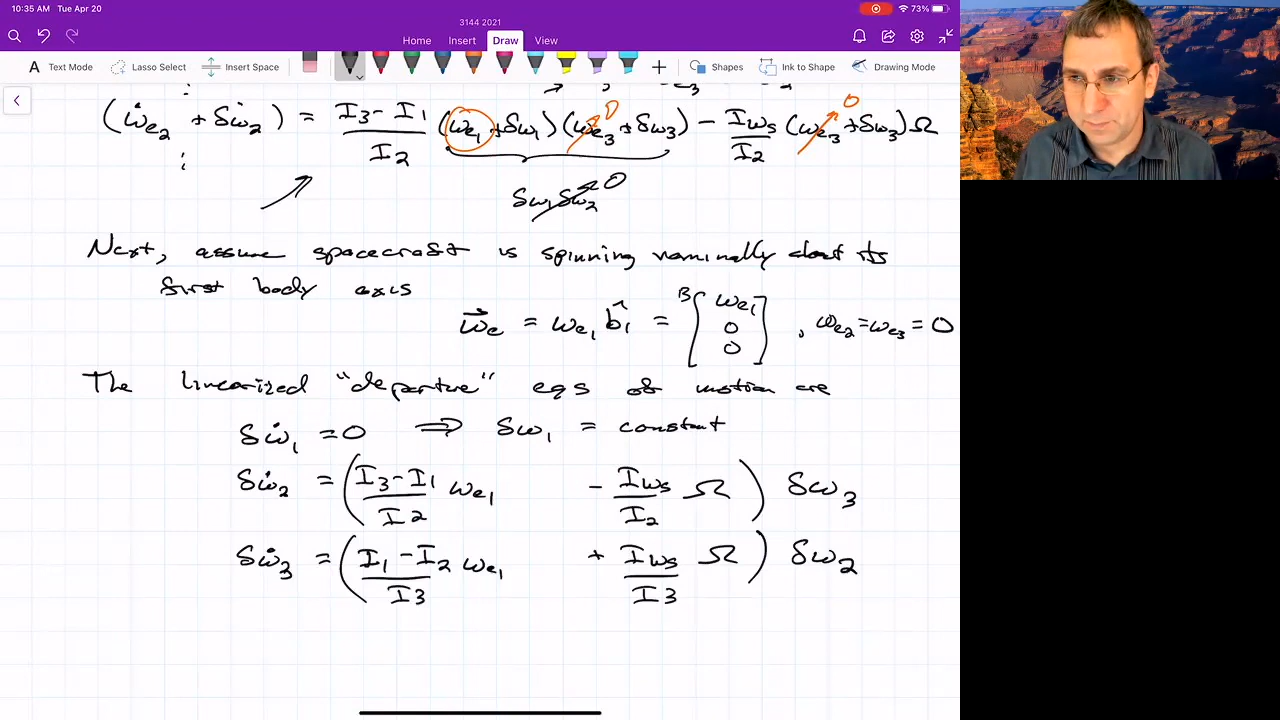 10:35 AM Tue Apr 20 73%
3144 2021
Home Insert Draw View
Text Mode Lasso Select Insert Space Shapes Ink to Shape Drawing Mode
(ω̇e₂ + δω̇₂) = (I₃ - I₁)/I₂ (ωe₁ + δω₁)(ωe₃ + δω₃) - Iws/I₂ (ωe₃ + δω₃)Ω
0 0
δω₁δω₂ 0
Next, assume spacecraft is spinning nominally about its
first body axis
ω⃗e = ωe₁ b̂₁ = ᴮ[ωe₁ 0 0] , ωe₂ = ωe₃ = 0
The linearized "departure" eqs of motion are
δω̇₁ = 0 ⇒ δω₁ = constant
δω̇₂ = ((I₃ - I₁)/I₂ ωe₁ - Iws/I₂ Ω) δω₃
δω̇₃ = ((I₁ - I₂)/I₃ ωe₁ + Iws/I₃ Ω) δω₂